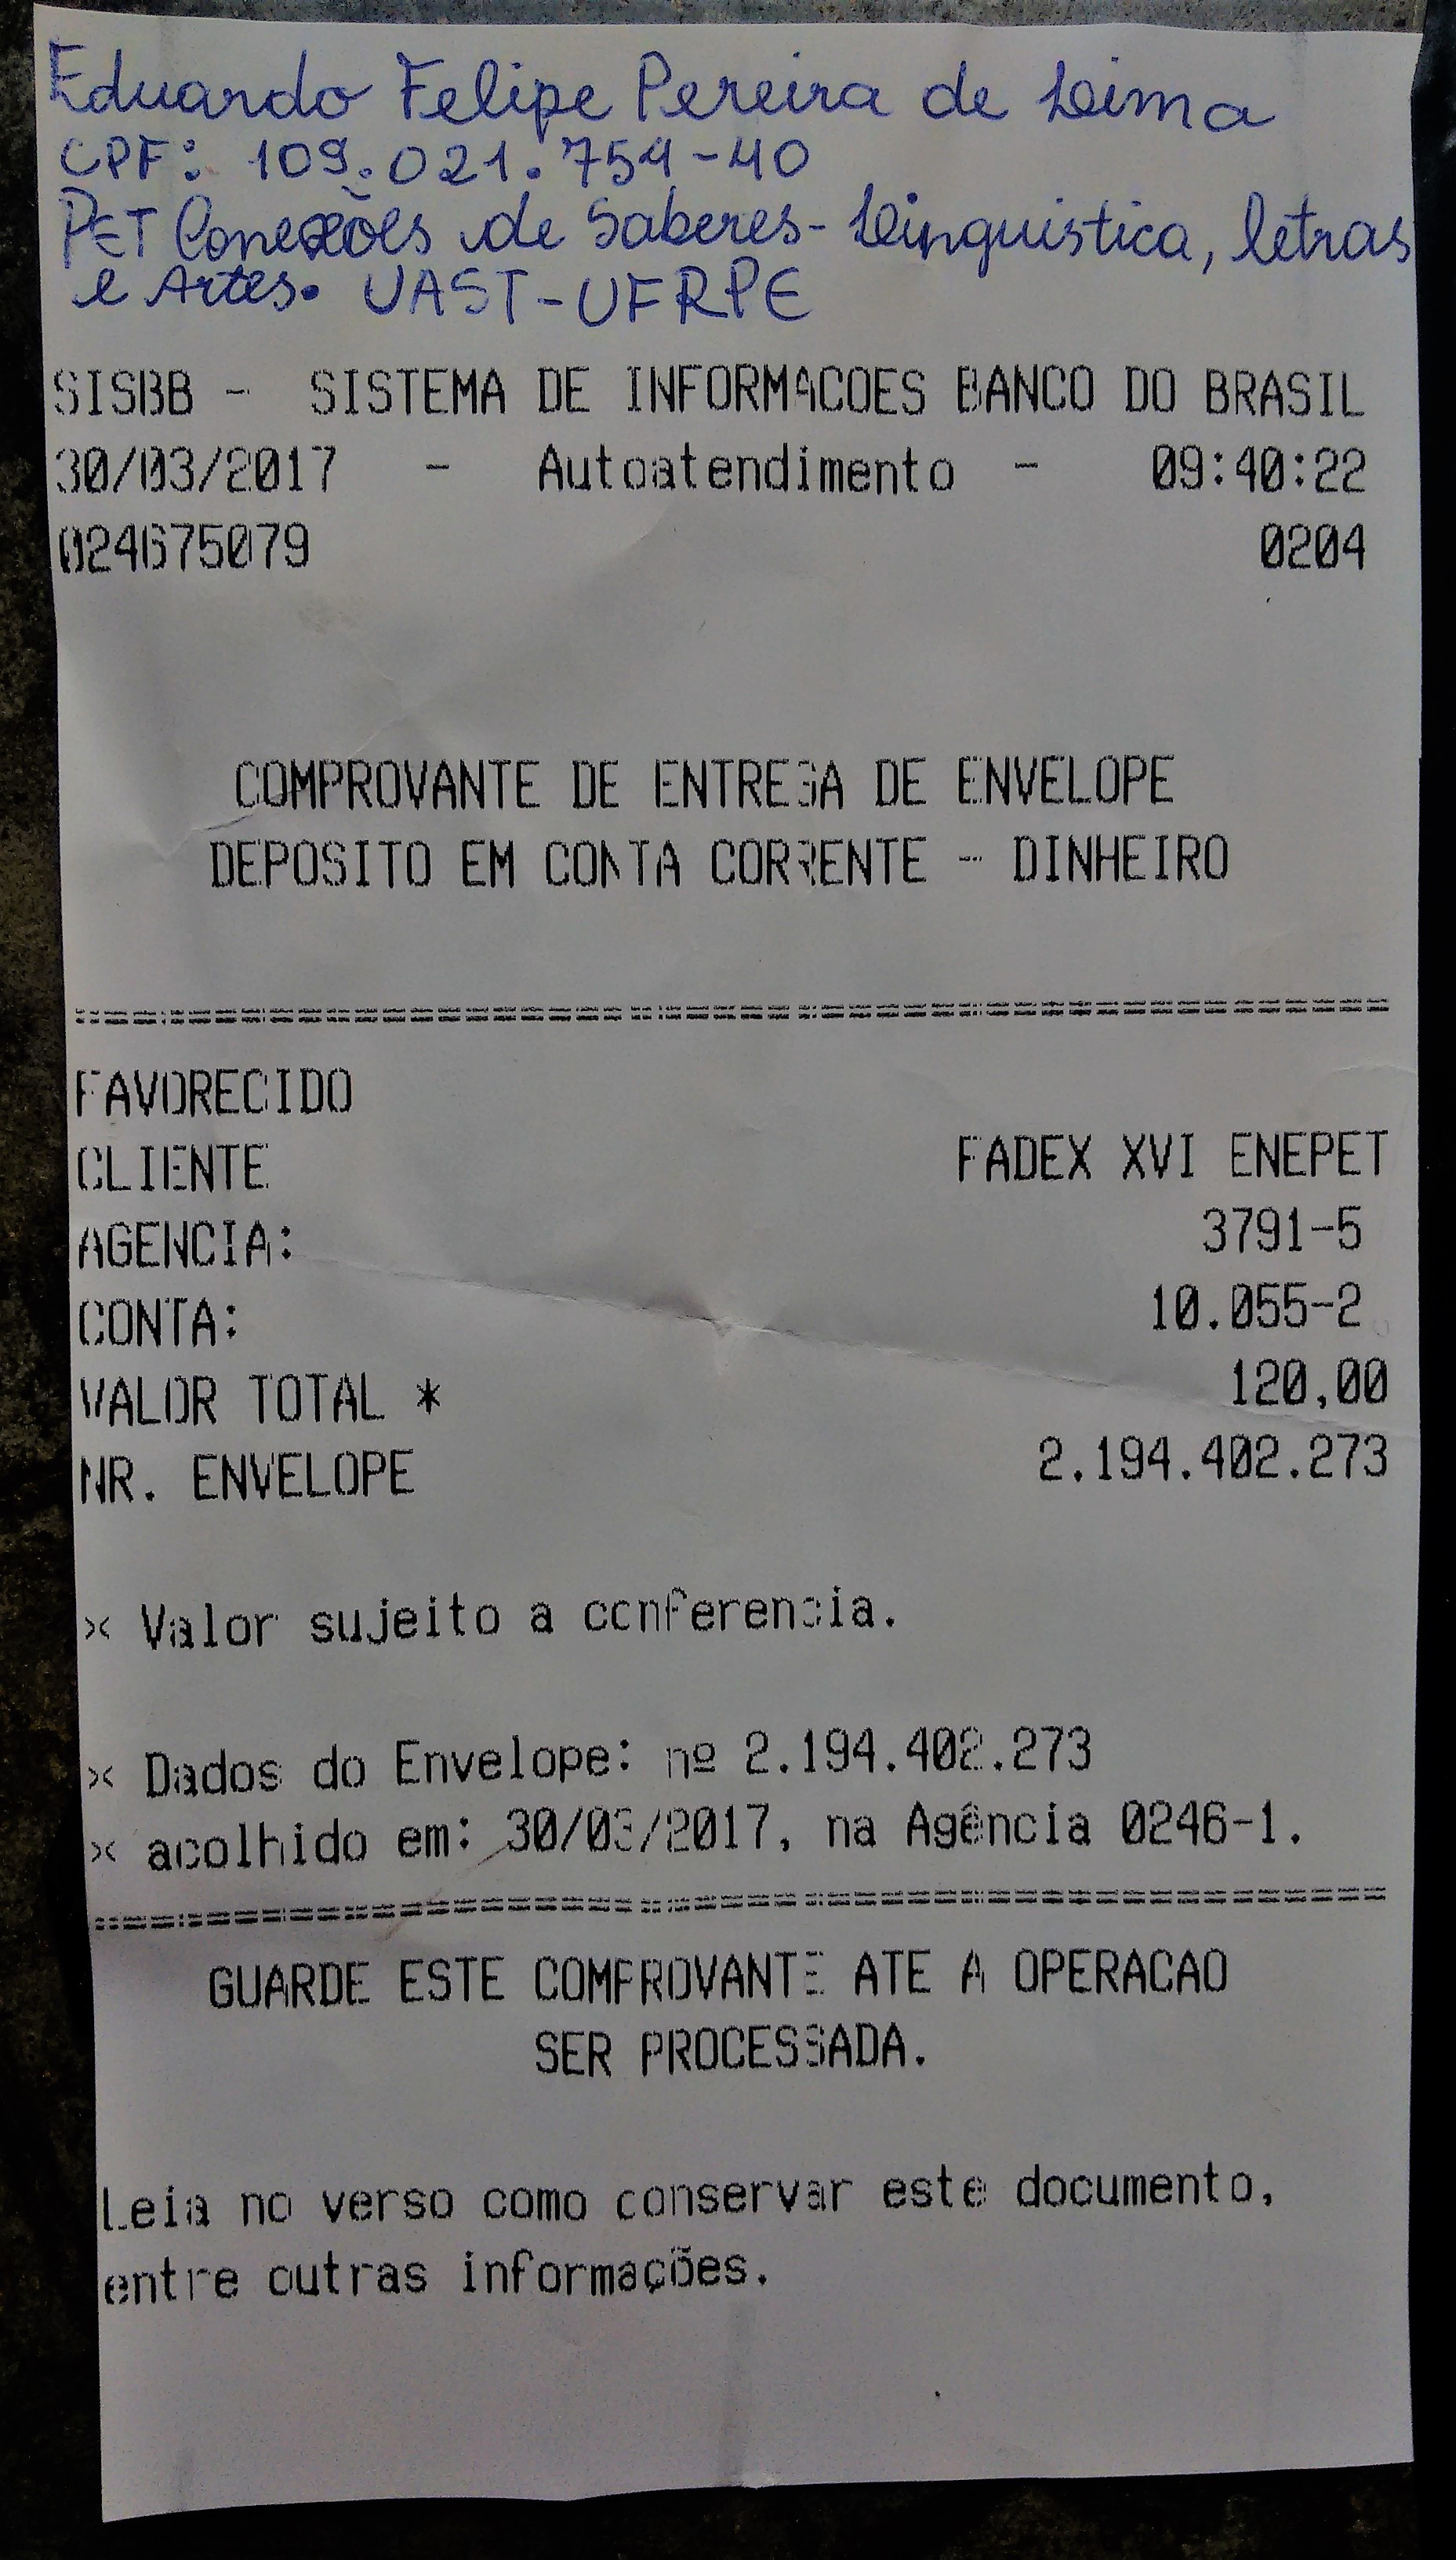 Eduardo Felipe Pereira de Lima
CPF: 109.021.754-40
PET Conexões de Saberes - Linguistica, letras
e Artes. UAST-UFRPE
SISBB - SISTEMA DE INFORMACOES BANCO DO BRASIL
30/03/2017 - Autoatendimento - 09:40:22
024675079 0204
COMPROVANTE DE ENTREGA DE ENVELOPE
DEPOSITO EM CONTA CORRENTE - DINHEIRO
FAVORECIDO
CLIENTE FADEX XVI ENEPET
AGENCIA: 3791-5
CONTA: 10.055-2
VALOR TOTAL * 120,00
NR. ENVELOPE 2.194.402.273
* Valor sujeito a conferencia.
* Dados do Envelope: nº 2.194.402.273
* acolhido em: 30/03/2017, na Agência 0246-1.
GUARDE ESTE COMPROVANTE ATE A OPERACAO
SER PROCESSADA.
Leia no verso como conservar este documento,
entre outras informações.